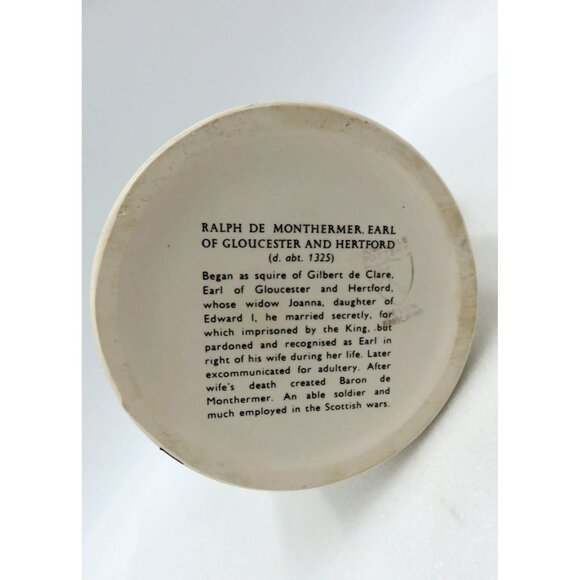 RALPH DE MONTHERMER, EARL
OF GLOUCESTER AND HERTFORD
(d. abt. 1325)
Began as squire of Gilbert de Clare,
Earl of Gloucester and Hertford,
whose widow Joanna, daughter of
Edward I, he married secretly, for
which imprisoned by the King, but
pardoned and recognised as Earl in
right of his wife during her life. Later
excommunicated for adultery. After
wife's death created Baron de
Monthermer. An able soldier and
much employed in the Scottish wars.
ENGLAND